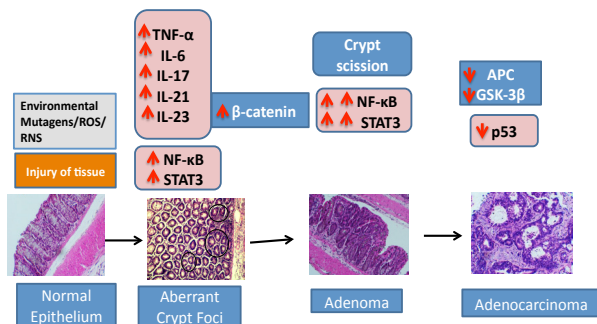 TNF-α
IL-6
IL-17
IL-21
IL-23
Crypt
scission
APC
GSK-3β
Environmental
Mutagens/ROS/
RNS
β-catenin
NF-κB
STAT3
p53
Injury of tissue
NF-κB
STAT3
Normal
Epithelium
Aberrant
Crypt Foci
Adenoma
Adenocarcinoma